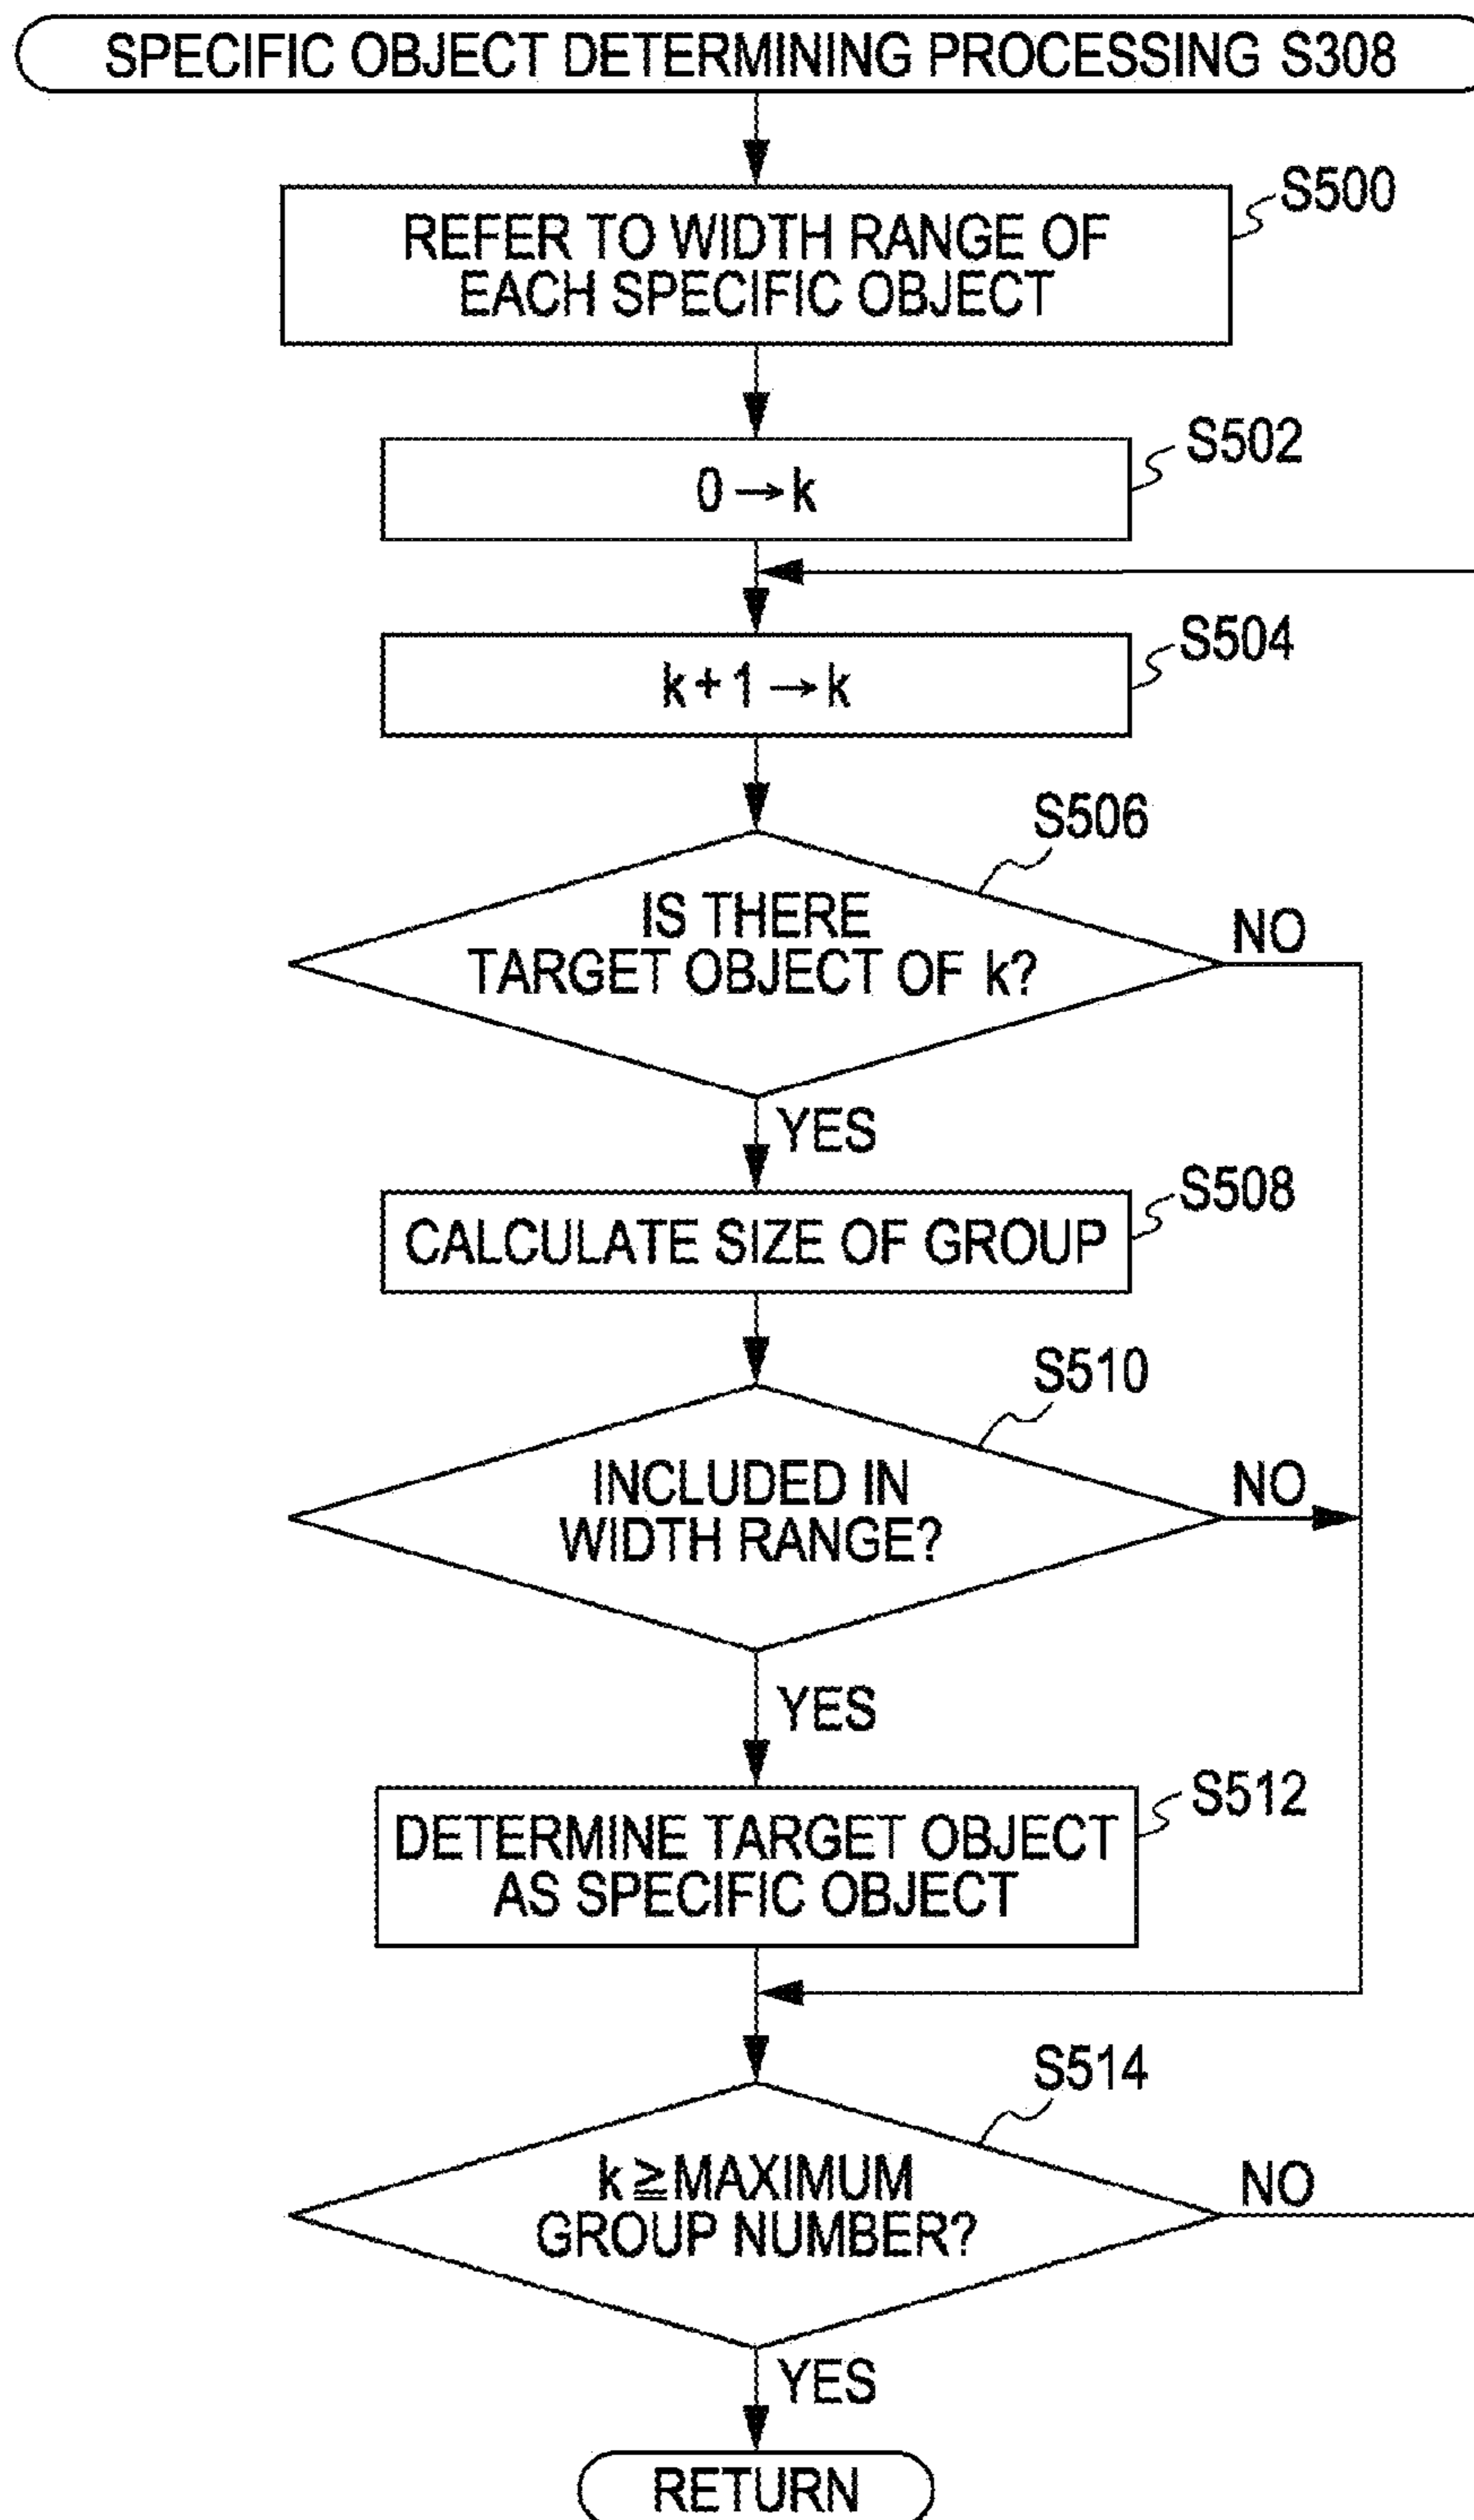 SPECIFIC OBJECT DETERMINING PROCESSING S308
S500
REFER TO WIDTH RANGE OF
EACH SPECIFIC OBJECT
S502
0→k
S504
k+1→k
S506
IS THERE
TARGET OBJECT OF k?
NO
YES
S508
CALCULATE SIZE OF GROUP
S510
INCLUDED IN
WIDTH RANGE?
NO
YES
S512
DETERMINE TARGET OBJECT
AS SPECIFIC OBJECT
S514
k≧MAXIMUM
GROUP NUMBER?
NO
YES
RETURN